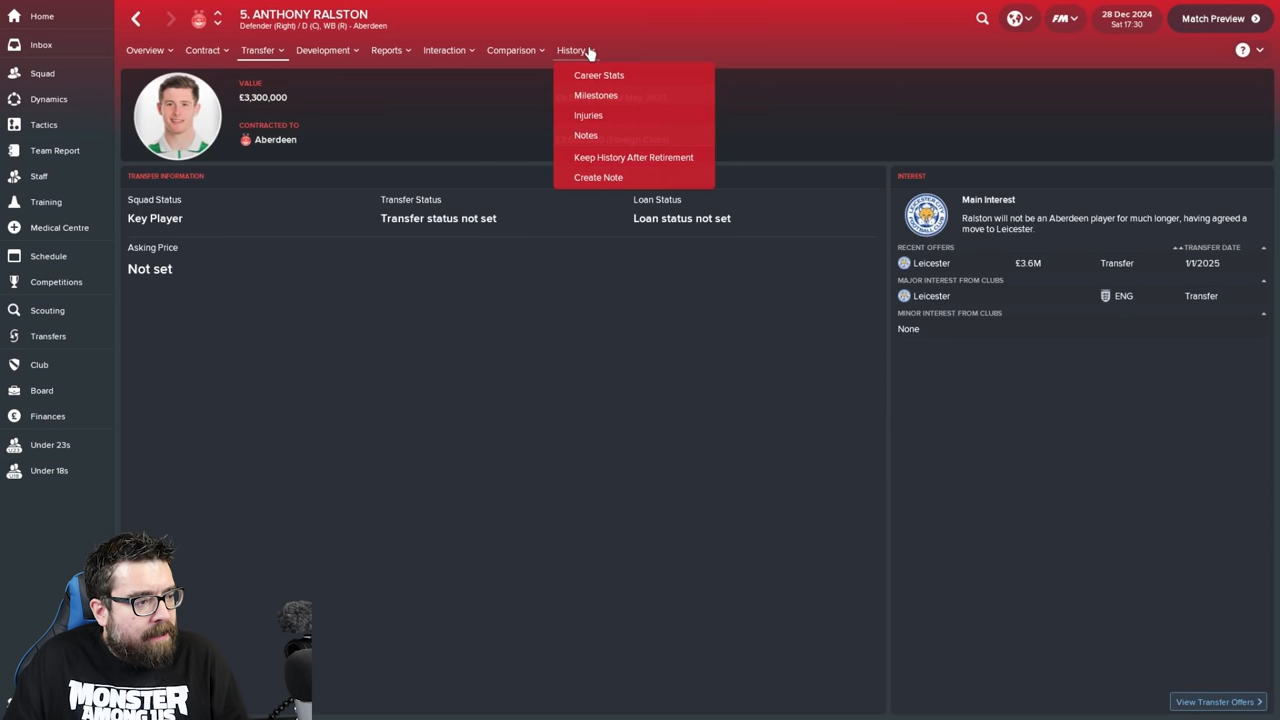 Home
Inbox
Squad
Dynamics
Tactics
Team Report
Staff
Training
Medical Centre
Schedule
Competitions
Scouting
Transfers
Club
Board
Finances
Under 23s
Under 18s
5. ANTHONY RALSTON
Defender (Right) / D (C), WB (R) - Aberdeen
FM
28 Dec 2024
Sat 17:30
Match Preview
Overview
Contract
Transfer
Development
Reports
Interaction
Comparison
History
Career Stats
Milestones
Injuries
Notes
Keep History After Retirement
Create Note
VALUE
£3,300,000
CONTRACTED TO
Aberdeen
TRANSFER INFORMATION
Squad Status
Key Player
Transfer Status
Transfer status not set
Loan Status
Loan status not set
Asking Price
Not set
INTEREST
Main Interest
Ralston will not be an Aberdeen player for much longer, having agreed a
move to Leicester.
RECENT OFFERS TRANSFER DATE
Leicester £3.6M Transfer 1/1/2025
MAJOR INTEREST FROM CLUBS
Leicester ENG Transfer
MINOR INTEREST FROM CLUBS
None
View Transfer Offers
MONSTER
AMONG US